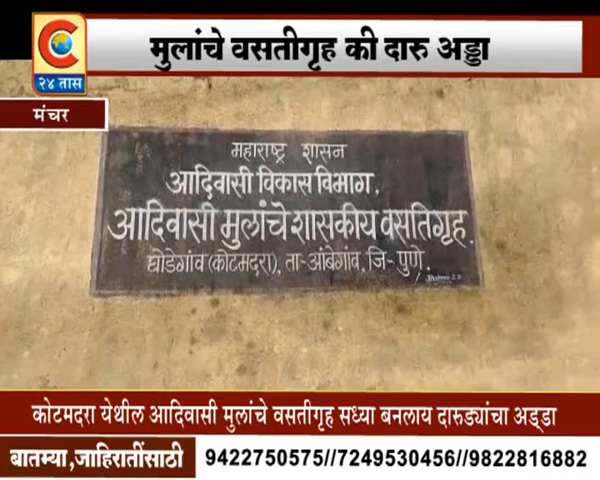 C
२४ तास
मुलांचे वसतीगृह की दारु अड्डा
मंचर
महाराष्ट्र शासन
आदिवासी विकास विभाग,
आदिवासी मुलांचे शासकीय वसतिगृह.
घोडेगांव (कोटमदरा), ता-आंबेगांव, जि-पुणे.
कोटमदरा येथील आदिवासी मुलांचे वसतीगृह सध्या बनलाय दारुड्यांचा अड्डा
बातम्या,जाहिरातींसाठी
9422750575//7249530456//9822816882